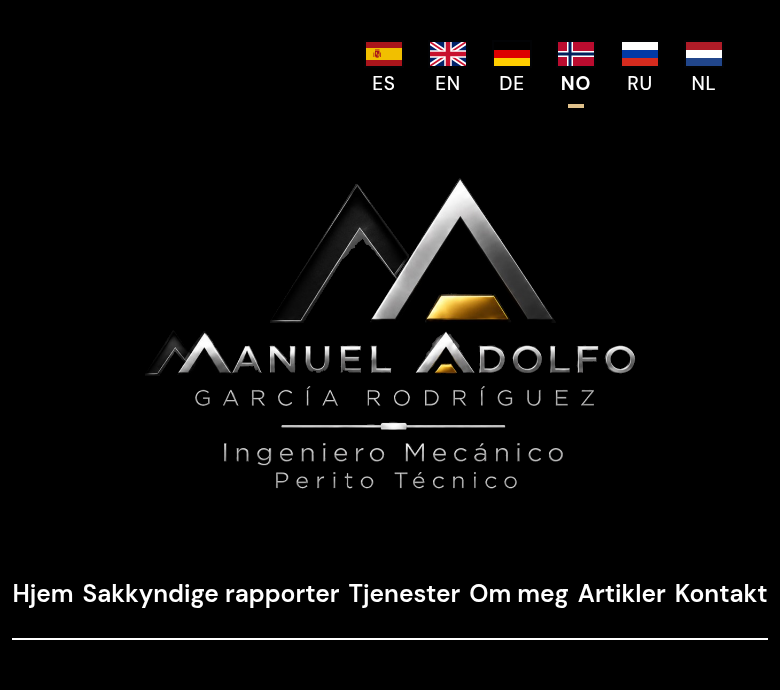 ES EN DE NO RU NL
MANUEL ADOLFO
GARCÍA RODRÍGUEZ
Ingeniero Mecánico
Perito Técnico
Hjem Sakkyndige rapporter Tjenester Om meg Artikler Kontakt